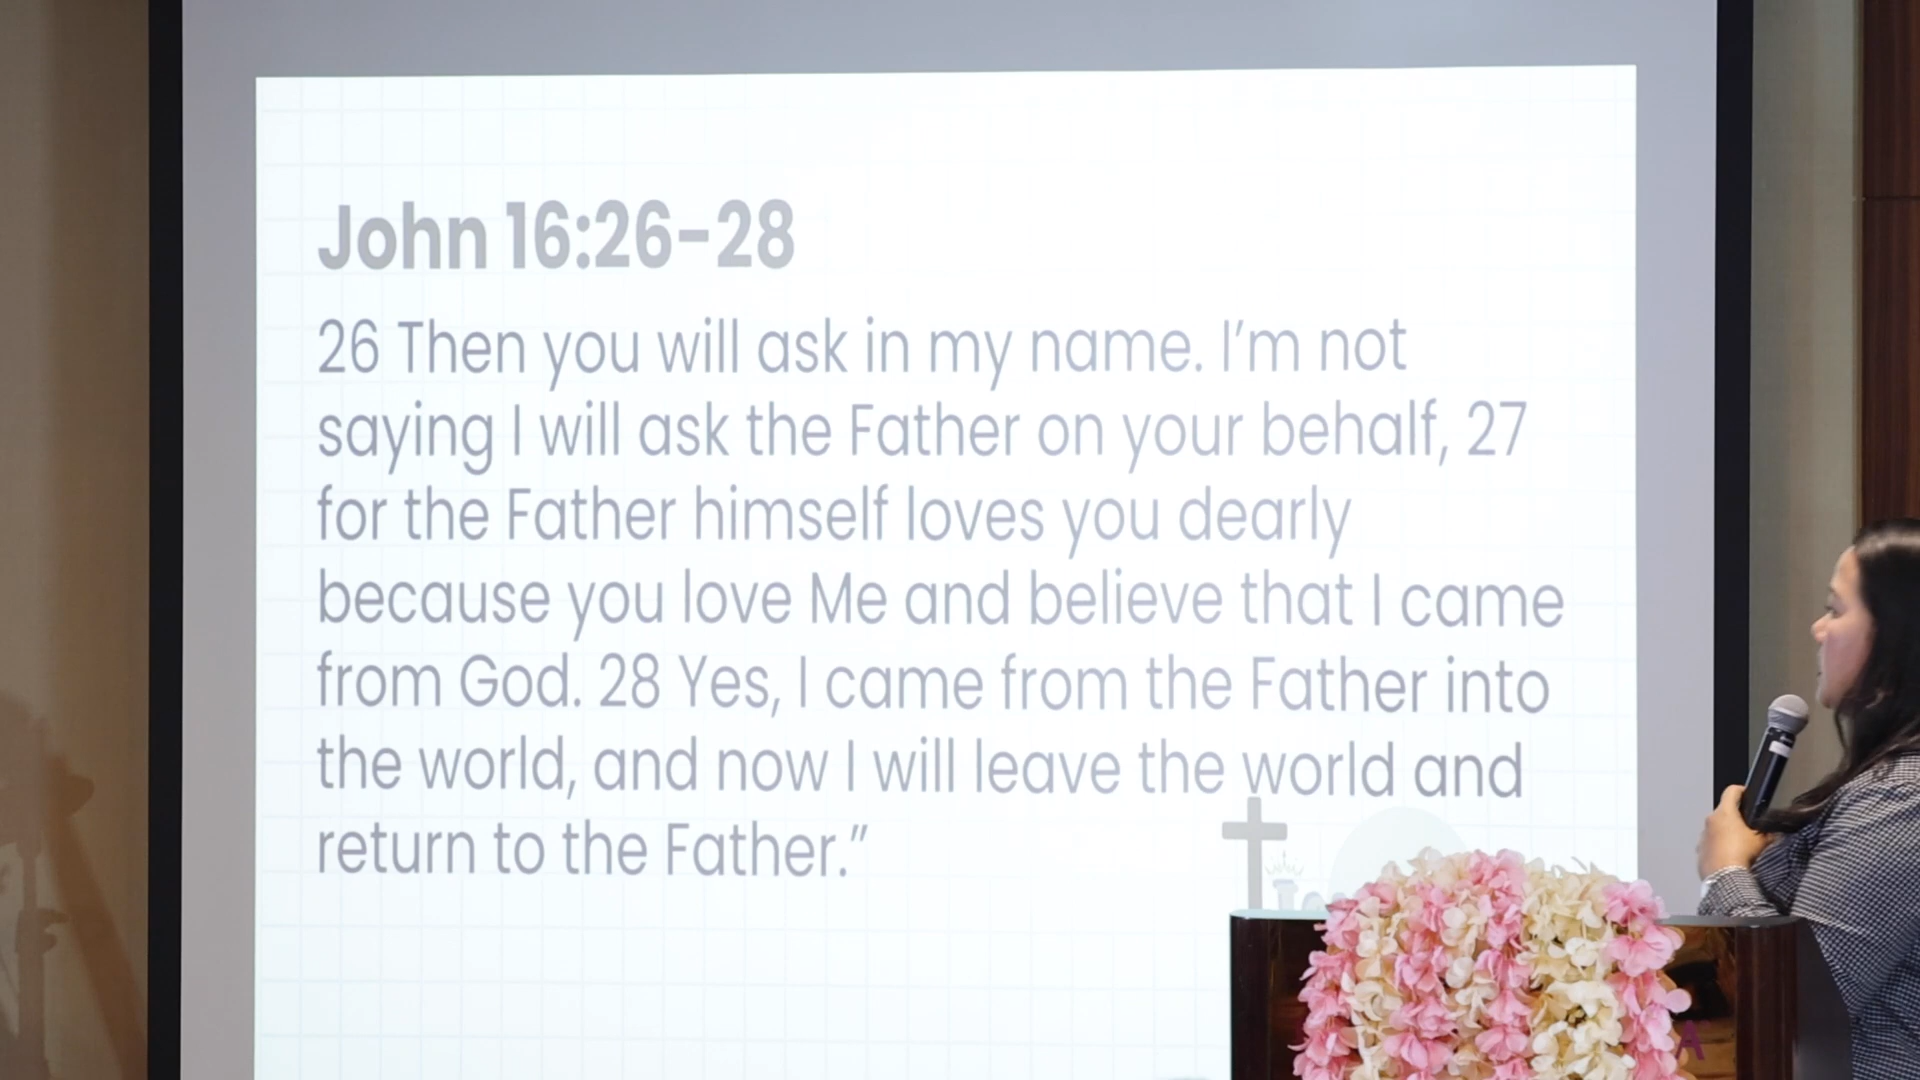 John 16:26-28
26 Then you will ask in my name. I’m not
saying I will ask the Father on your behalf, 27
for the Father himself loves you dearly
because you love Me and believe that I came
from God. 28 Yes, I came from the Father into
the world, and now I will leave the world and
return to the Father.”
A